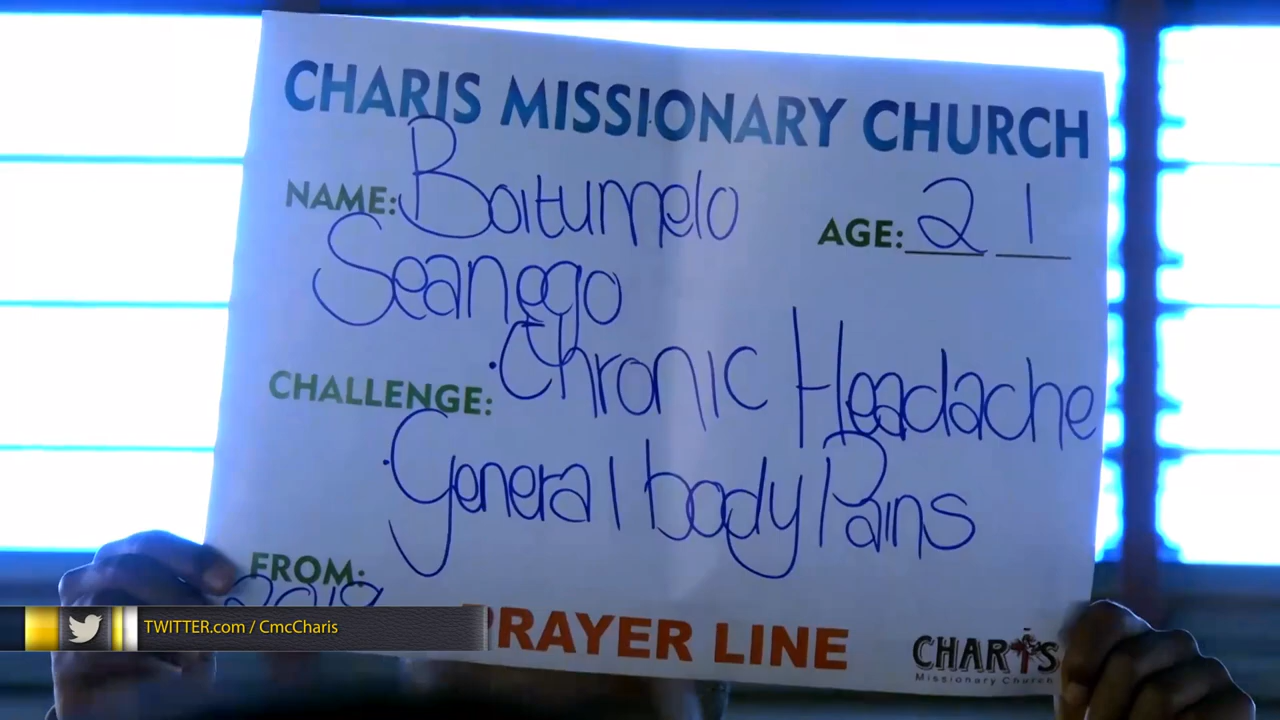 CHARIS MISSIONARY CHURCH
NAME: Boitumelo AGE: 21
Seanego
CHALLENGE: • Chronic Headache
• General body Pains
FROM:
PRAYER LINE
CHARIS
Missionary Church
TWITTER.com / CmcCharis